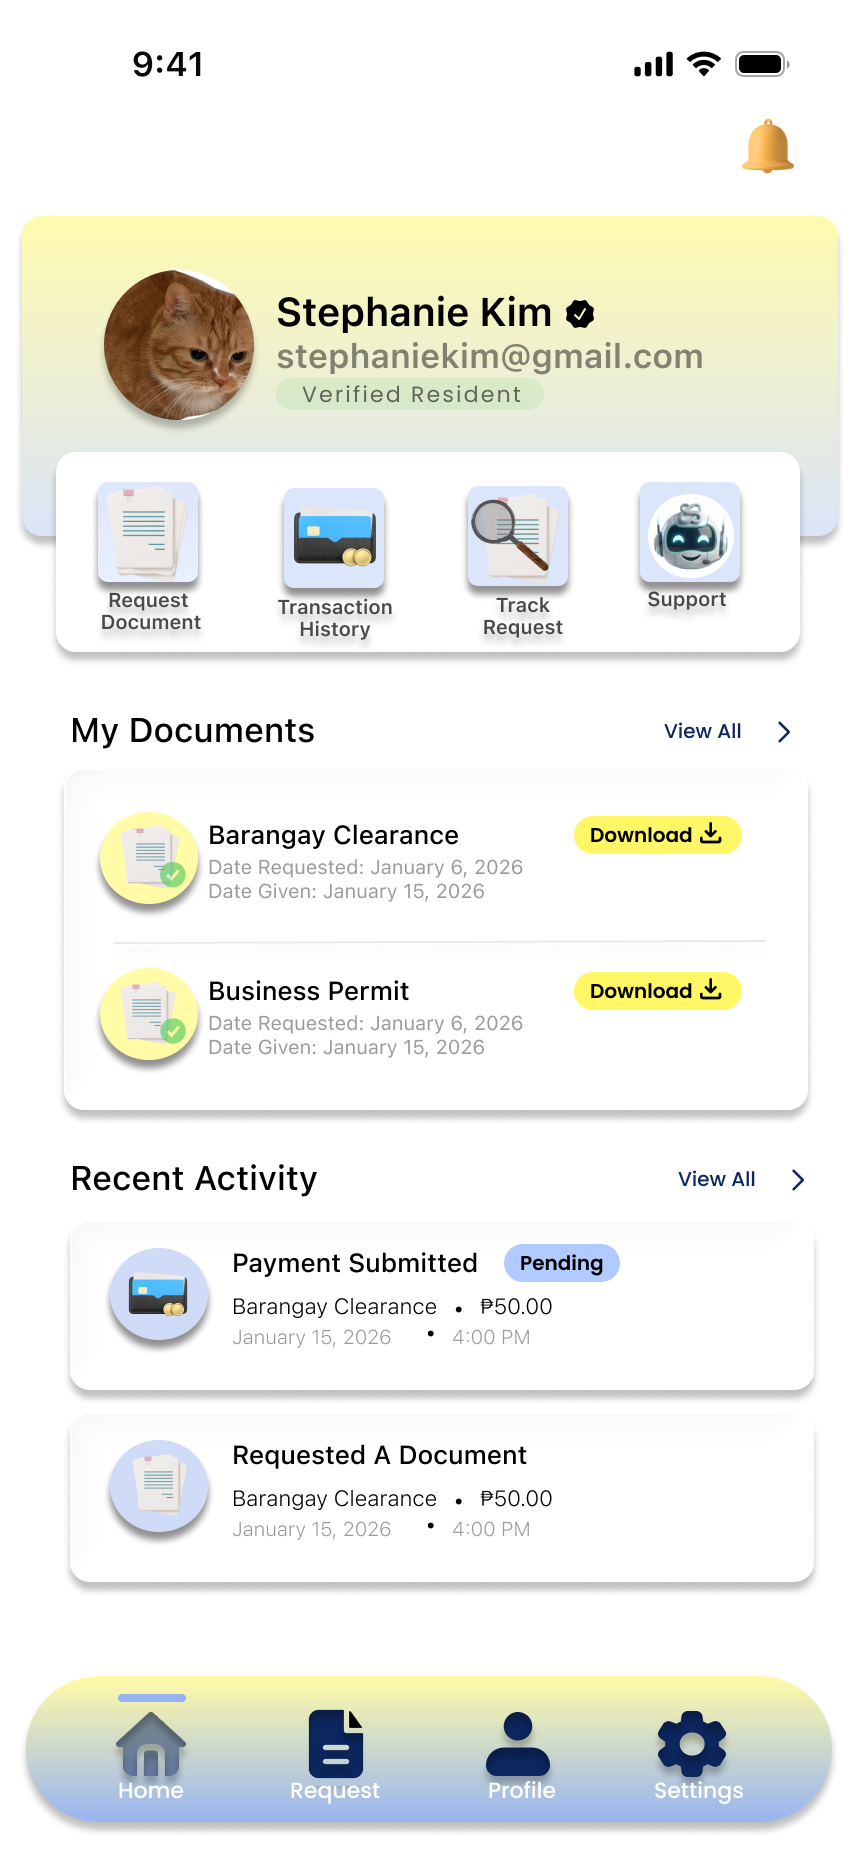 9:41
Stephanie Kim
stephaniekim@gmail.com
Verified Resident
Request
Document
Transaction
History
Track
Request
Support
My Documents
View All
Barangay Clearance
Download
Date Requested: January 6, 2026
Date Given: January 15, 2026
Business Permit
Download
Date Requested: January 6, 2026
Date Given: January 15, 2026
Recent Activity
View All
Payment Submitted
Pending
Barangay Clearance • ₱50.00
January 15, 2026 • 4:00 PM
Requested A Document
Barangay Clearance • ₱50.00
January 15, 2026 • 4:00 PM
Home
Request
Profile
Settings